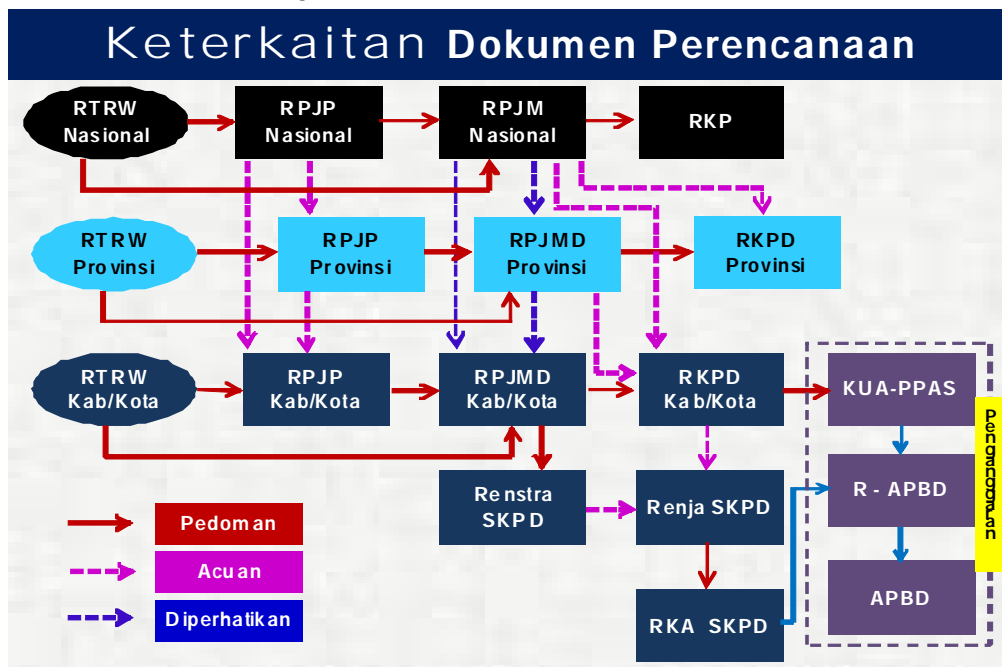 Keterkaitan Dokumen Perencanaan
RTRW
Nasional
RPJP
Nasional
RPJM
Nasional
RKP
RTRW
Provinsi
RPJP
Provinsi
RPJMD
Provinsi
RKPD
Provinsi
RTRW
Kab/Kota
RPJP
Kab/Kota
RPJMD
Kab/Kota
RKPD
Kab/Kota
KUA-PPAS
Penganggaran
Renstra
SKPD
Renja SKPD
R - APBD
Pedoman
Acuan
Diperhatikan
RKA SKPD
APBD